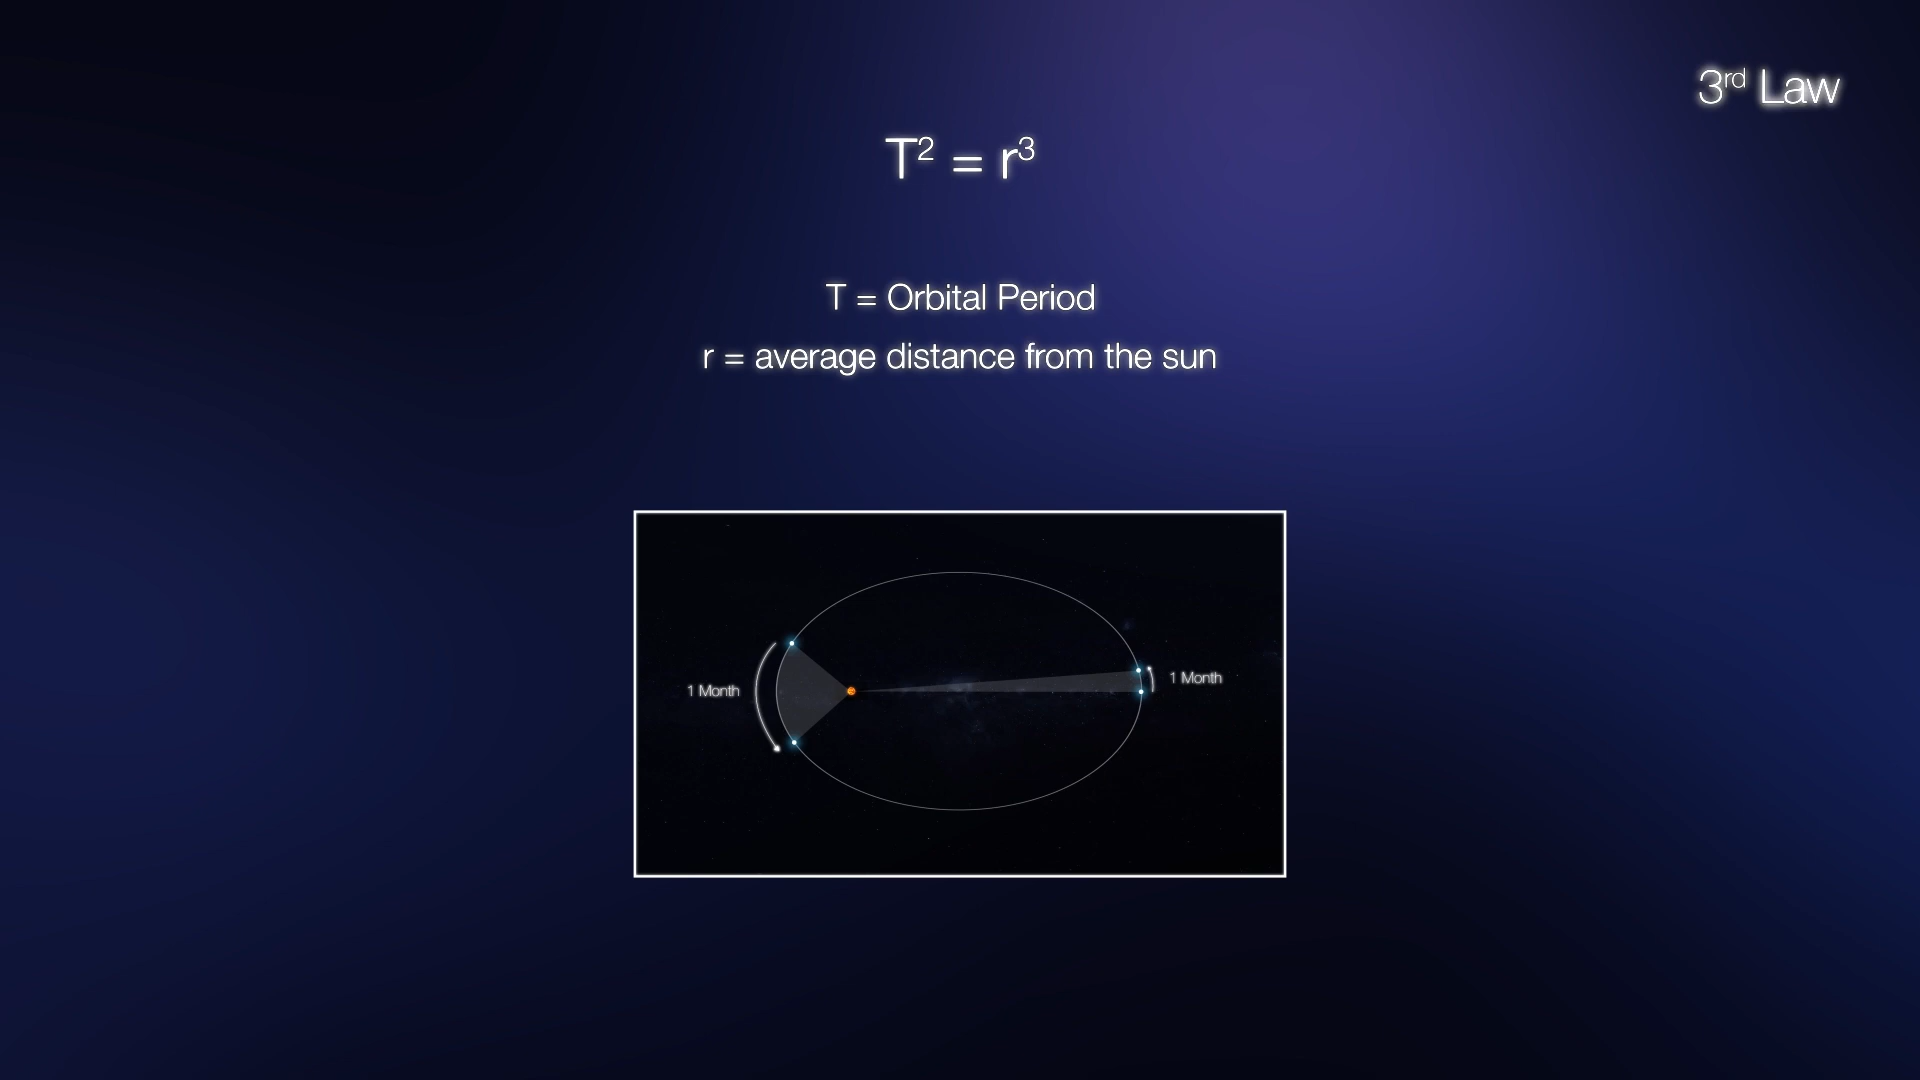 3rd Law
T² = r³
T = Orbital Period
r = average distance from the sun
1 Month
1 Month